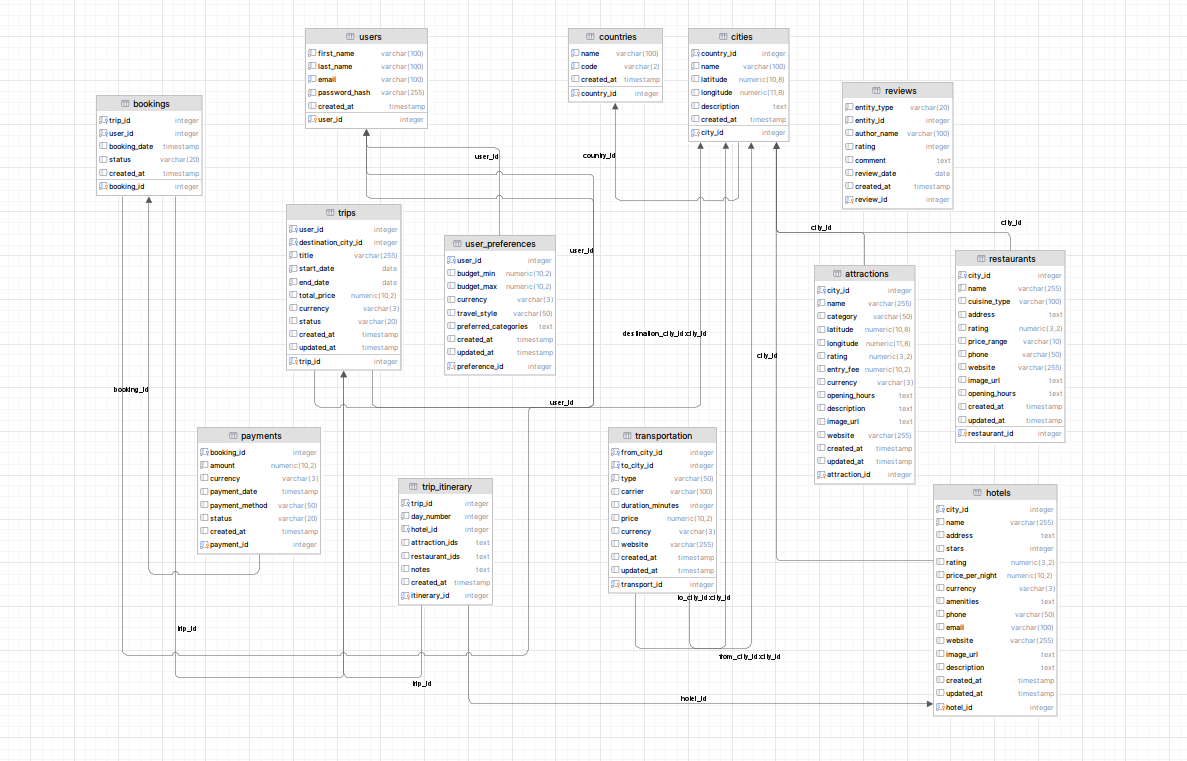 users
first_name varchar(100)
last_name varchar(100)
email varchar(100)
password_hash varchar(255)
created_at timestamp
user_id integer
countries
name varchar(100)
code varchar(2)
created_at timestamp
country_id integer
cities
country_id integer
name varchar(100)
latitude numeric(10,8)
longitude numeric(11,8)
description text
created_at timestamp
city_id integer
reviews
entity_type varchar(20)
entity_id integer
author_name varchar(100)
rating integer
comment text
review_date date
created_at timestamp
review_id integer
bookings
trip_id integer
user_id integer
booking_date timestamp
status varchar(20)
created_at timestamp
booking_id integer
user_id
country_id
trips
user_id integer
destination_city_id integer
title varchar(255)
start_date date
end_date date
total_price numeric(10,2)
currency varchar(3)
status varchar(20)
created_at timestamp
updated_at timestamp
trip_id integer
user_preferences
user_id integer
budget_min numeric(10,2)
budget_max numeric(10,2)
currency varchar(3)
travel_style varchar(50)
preferred_categories text
created_at timestamp
updated_at timestamp
preference_id integer
user_id
city_id
city_id
attractions
city_id integer
name varchar(255)
category varchar(50)
latitude numeric(10,8)
longitude numeric(11,8)
rating numeric(3,2)
entry_fee numeric(10,2)
currency varchar(3)
opening_hours text
description text
image_url text
website varchar(255)
created_at timestamp
updated_at timestamp
attraction_id integer
restaurants
city_id integer
name varchar(255)
cuisine_type varchar(100)
address text
rating numeric(3,2)
price_range varchar(10)
phone varchar(50)
website varchar(255)
image_url text
opening_hours text
created_at timestamp
updated_at timestamp
restaurant_id integer
destination_city_id:city_id
city_id
booking_id
user_id
payments
booking_id integer
amount numeric(10,2)
currency varchar(3)
payment_date timestamp
payment_method varchar(50)
status varchar(20)
created_at timestamp
payment_id integer
trip_itinerary
trip_id integer
day_number integer
hotel_id integer
attraction_ids text
restaurant_ids text
notes text
created_at timestamp
itinerary_id integer
transportation
from_city_id integer
to_city_id integer
type varchar(50)
carrier varchar(100)
duration_minutes integer
price numeric(10,2)
currency varchar(3)
website varchar(255)
created_at timestamp
updated_at timestamp
transport_id integer
hotels
city_id integer
name varchar(255)
address text
stars integer
rating numeric(3,2)
price_per_night numeric(10,2)
currency varchar(3)
amenities text
phone varchar(50)
email varchar(100)
website varchar(255)
image_url text
description text
created_at timestamp
updated_at timestamp
hotel_id integer
to_city_id:city_id
trip_id
from_city_id:city_id
trip_id
hotel_id